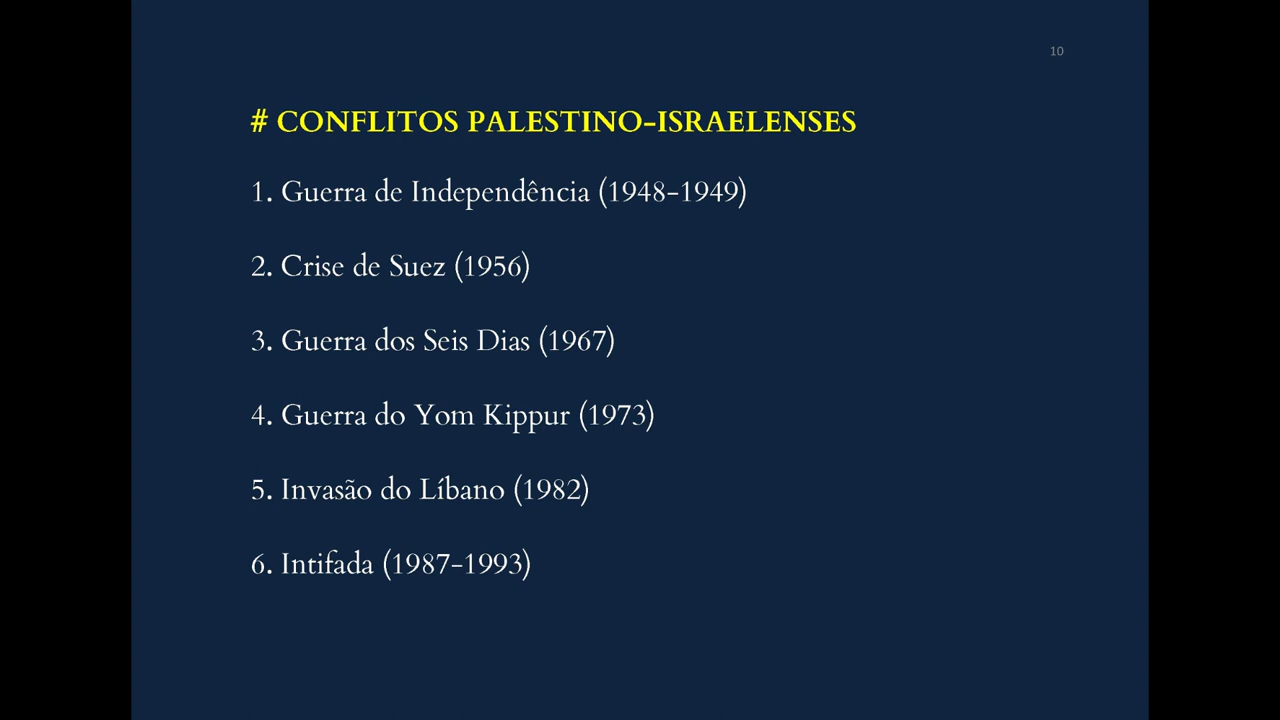 10
# CONFLITOS PALESTINO-ISRAELENSES
1. Guerra de Independência (1948-1949)
2. Crise de Suez (1956)
3. Guerra dos Seis Dias (1967)
4. Guerra do Yom Kippur (1973)
5. Invasão do Líbano (1982)
6. Intifada (1987-1993)